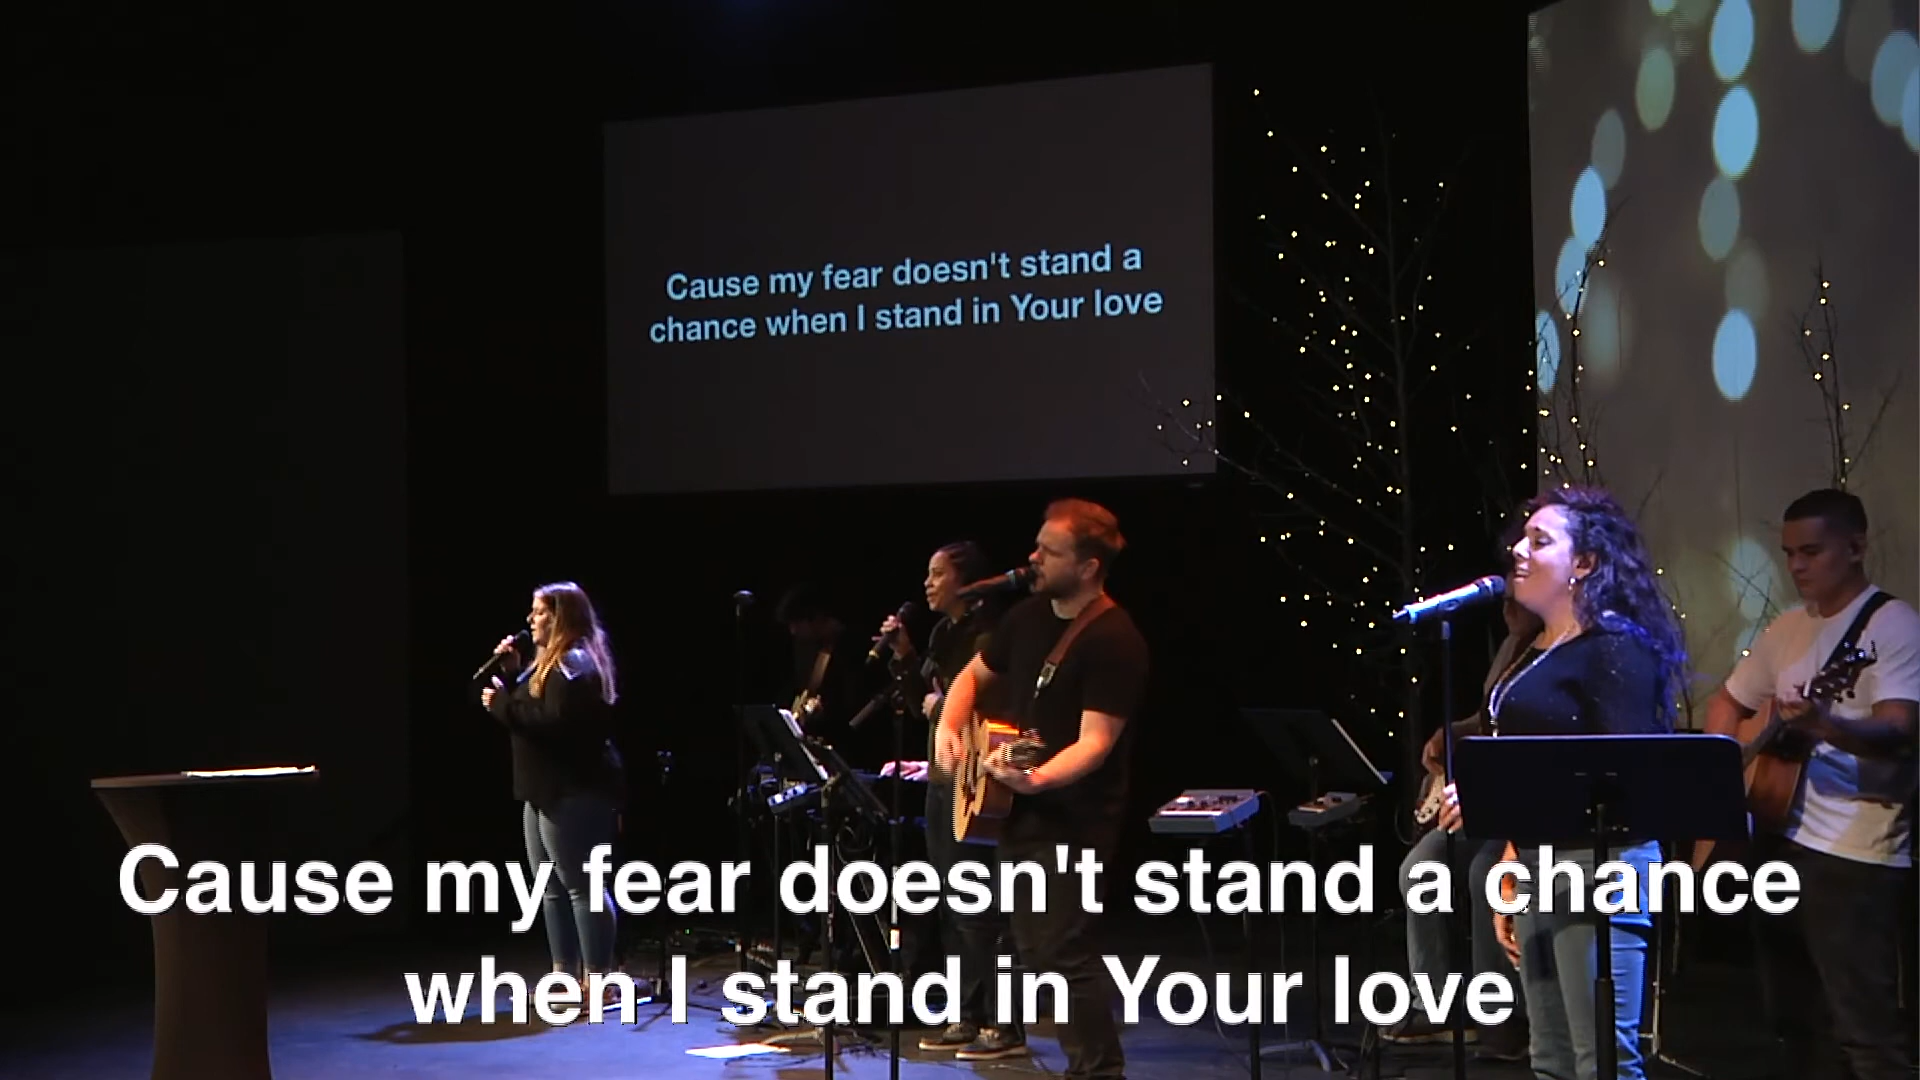 Cause my fear doesn't stand a
chance when I stand in Your love
Cause my fear doesn't stand a chance
when I stand in Your love